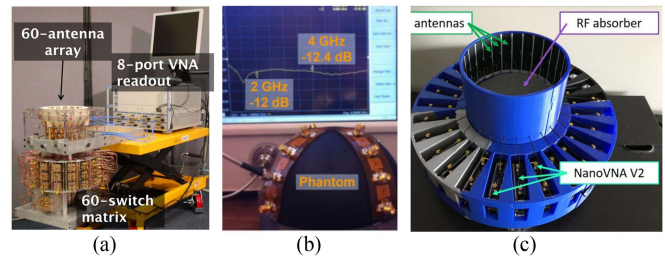 60-antenna
array
8-port VNA
readout
60-switch
matrix
(a)
4 GHz
-12.4 dB
2 GHz
-12 dB
Phantom
(b)
antennas
RF absorber
NanoVNA V2
(c)